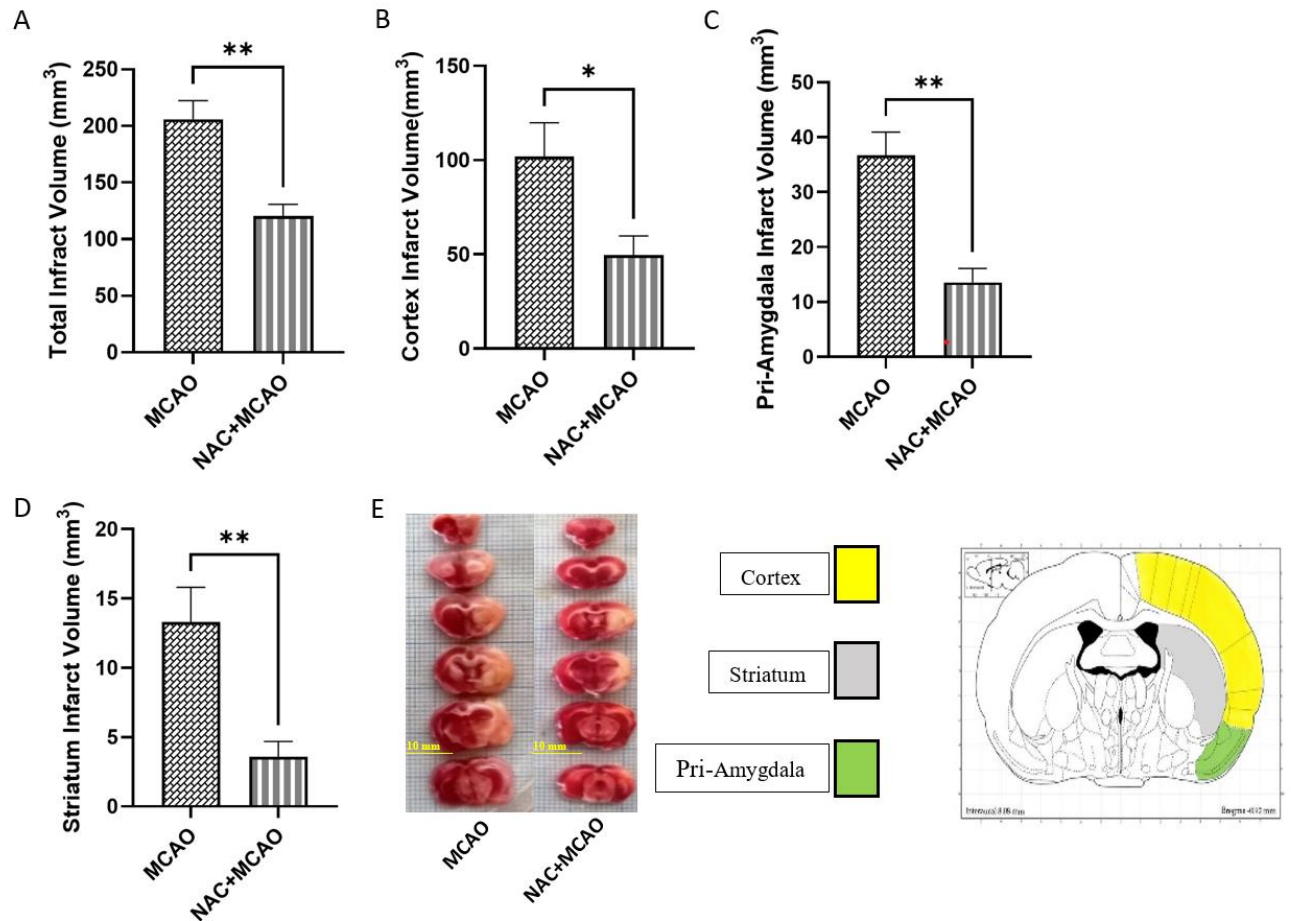 A
Total Infract Volume (mm³)
250
200
150
100
50
0
**
MCAO
NAC+MCAO
B
Cortex Infarct Volume(mm³)
150
100
50
0
*
MCAO
NAC+MCAO
C
Pri-Amygdala Infarct Volume (mm³)
50
40
30
20
10
0
**
MCAO
NAC+MCAO
D
Striatum Infarct Volume (mm³)
20
15
10
5
0
**
MCAO
NAC+MCAO
E
10 mm
10 mm
MCAO
NAC+MCAO
Cortex
Striatum
Pri-Amygdala